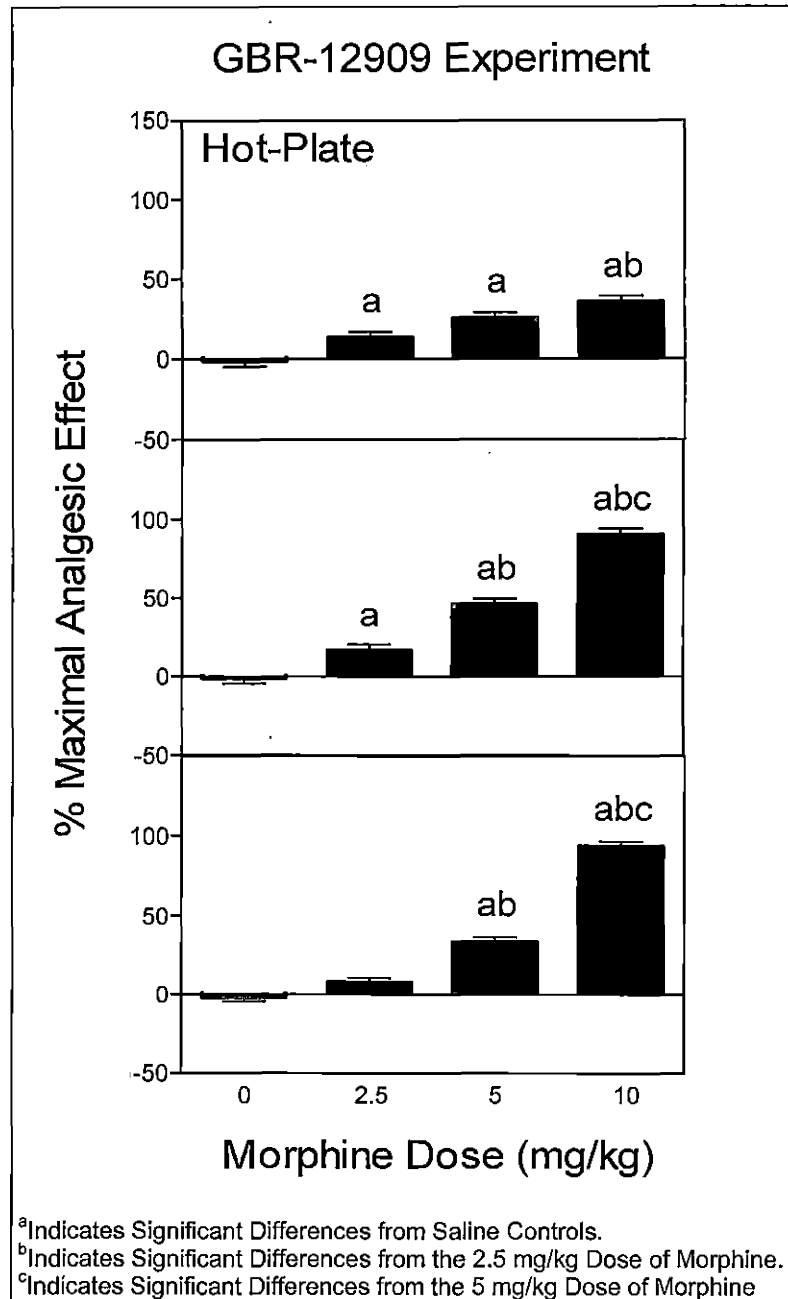 GBR-12909 Experiment
Hot-Plate
% Maximal Analgesic Effect
150
100
50
0
-50
a
a
ab
100
50
0
-50
a
ab
abc
100
50
0
-50
ab
abc
0 2.5 5 10
Morphine Dose (mg/kg)
aIndicates Significant Differences from Saline Controls.
bIndicates Significant Differences from the 2.5 mg/kg Dose of Morphine.
cIndicates Significant Differences from the 5 mg/kg Dose of Morphine